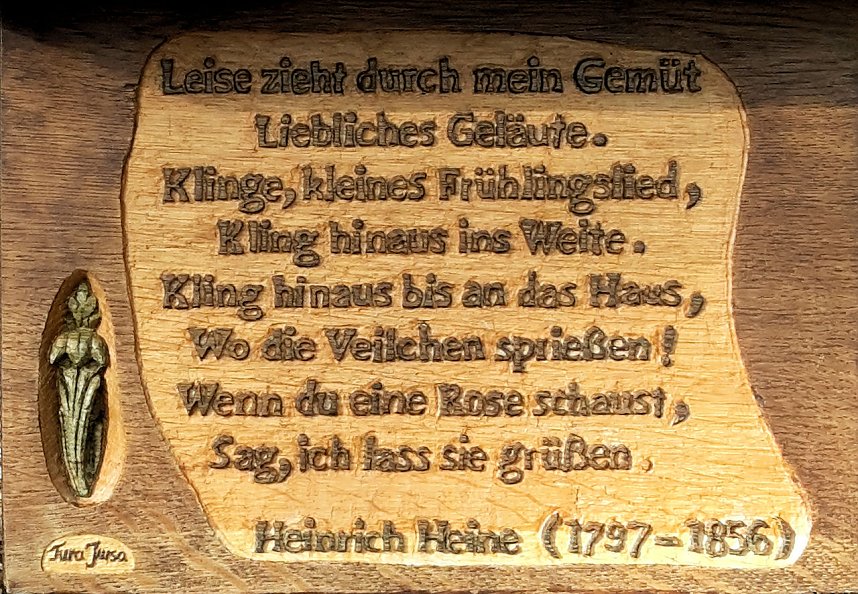 Leise zieht durch mein Gemüt
Liebliches Geläute.
Klinge, kleines Frühlingslied,
Kling hinaus ins Weite.
Kling hinaus bis an das Haus,
Wo die Veilchen sprießen!
Wenn du eine Rose schaust,
Sag, ich lass sie grüßen.
Heinrich Heine (1797-1856)
Jura Jursa